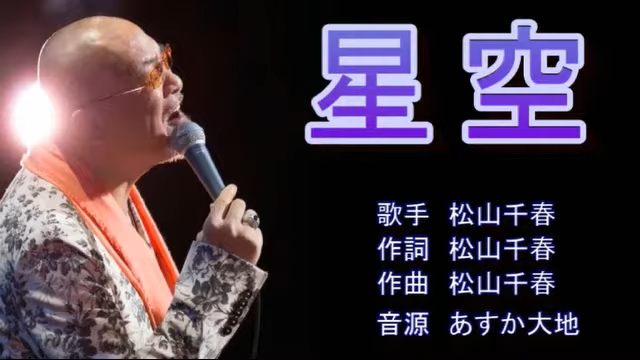 星空
歌手 松山千春
作詞 松山千春
作曲 松山千春
音源 あすか大地